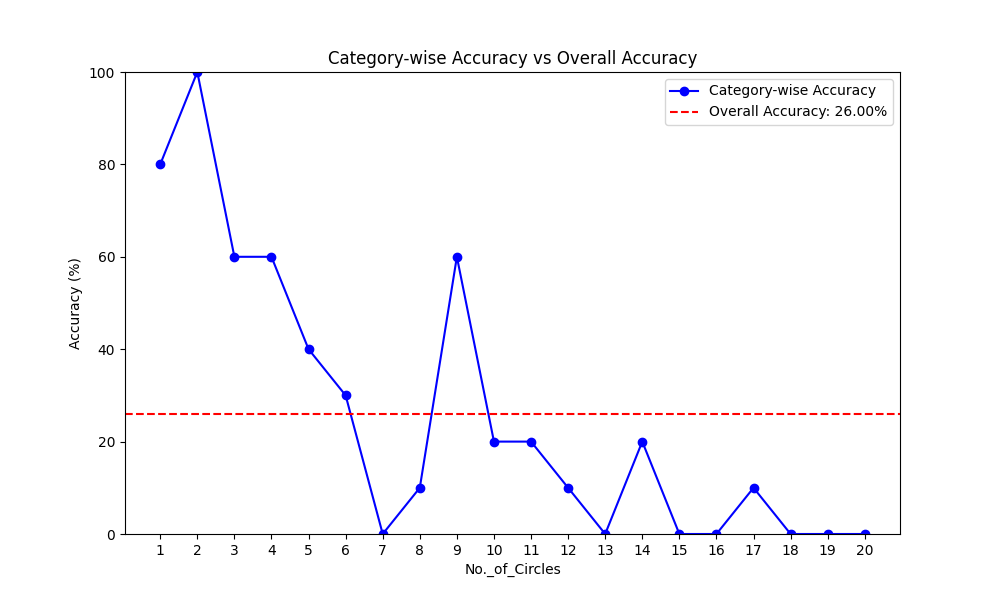 Category-wise Accuracy vs Overall Accuracy
Category-wise Accuracy
Overall Accuracy: 26.00%
100
80
60
40
20
0
Accuracy (%)
1 2 3 4 5 6 7 8 9 10 11 12 13 14 15 16 17 18 19 20
No._of_Circles